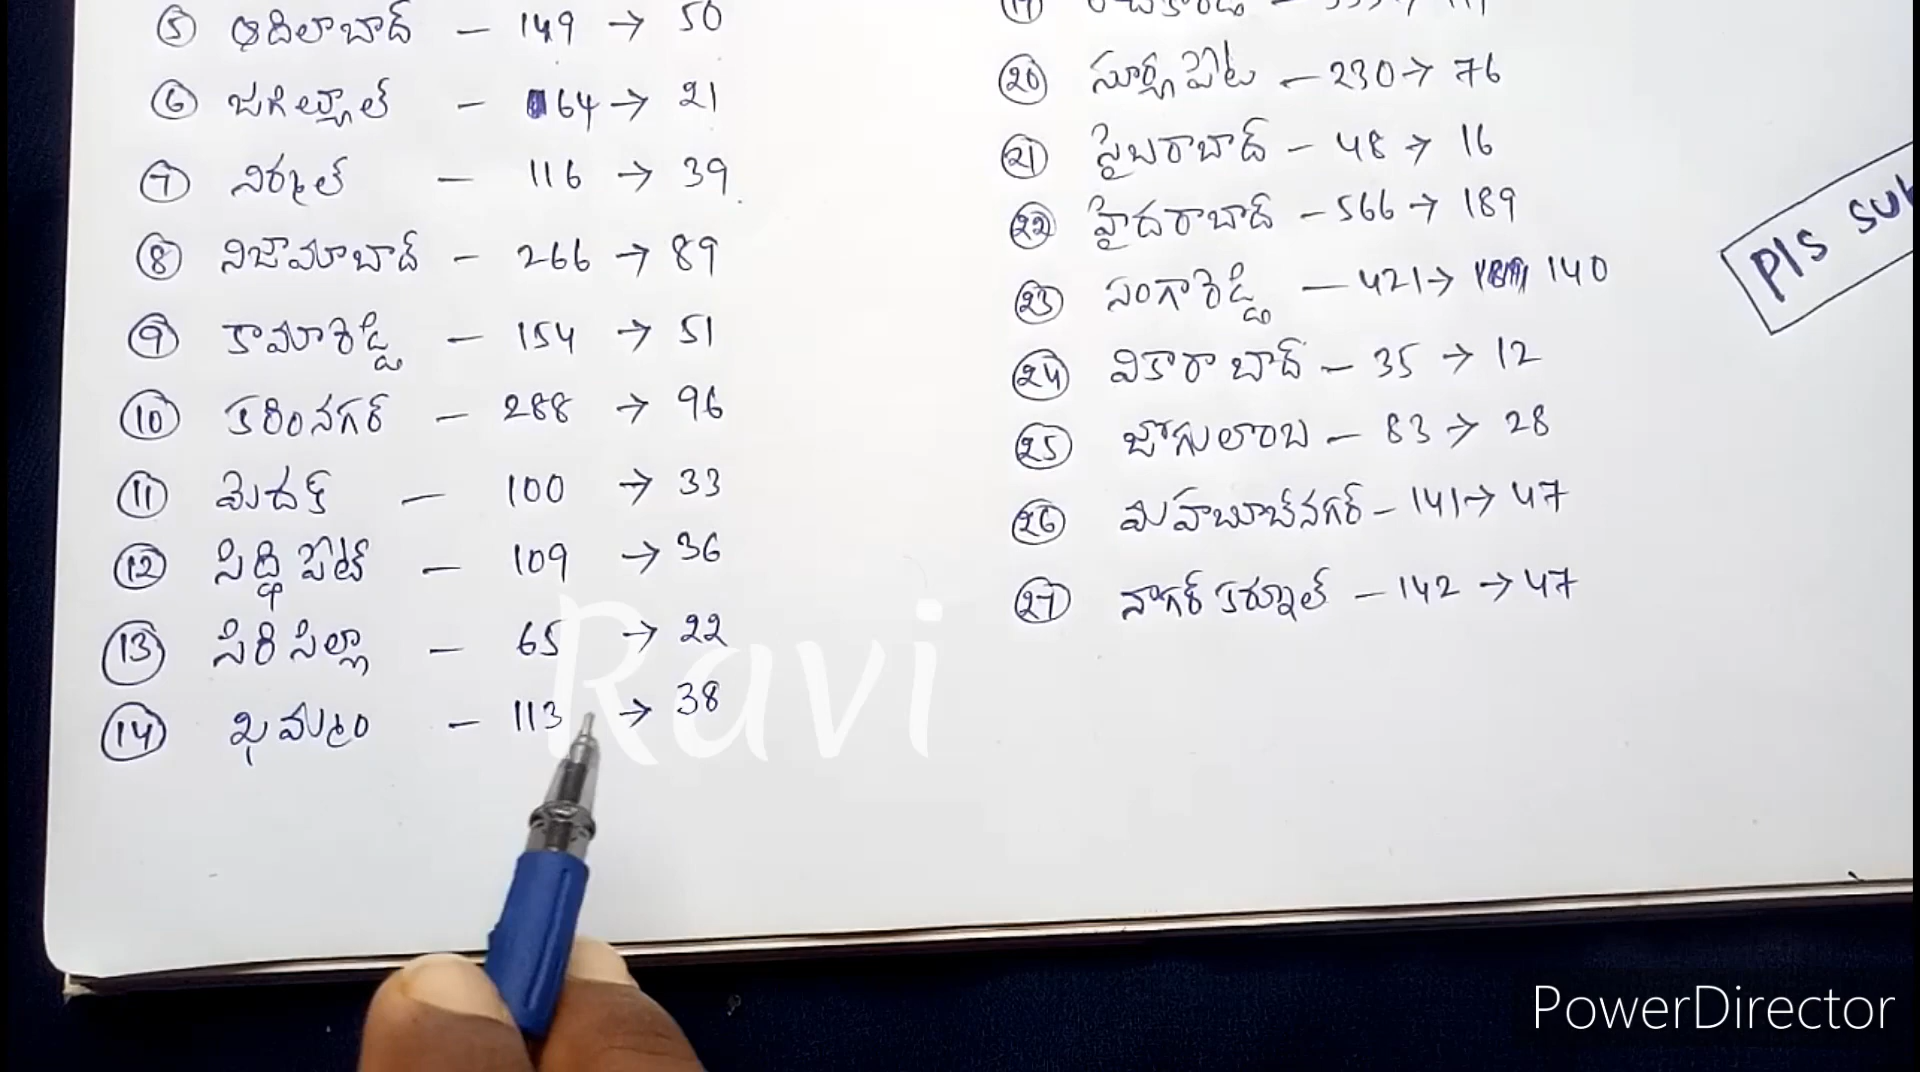 5 ఆదిలాబాద్ – 149 → 50
6 జగిత్యాల్ – 64 → 21
7 నిర్మల్ – 116 → 39
8 నిజామాబాద్ – 266 → 89
9 కామారెడ్డి – 154 → 51
10 కరింనగర్ – 288 → 96
11 మెదక్ – 100 → 33
12 సిద్ధిపేట్ – 109 → 36
13 సిరిసిల్లా – 65 → 22
14 ఖమ్మం – 113 → 38
20 సూర్యపేట – 230 → 76
21 సైబరాబాద్ – 48 → 16
22 హైదరాబాద్ – 566 → 189
23 సంగారెడ్డి – 421 → 140
24 వికారాబాద్ – 35 → 12
25 జోగులాంబ – 83 → 28
26 మహబూబ్‌నగర్ – 141 → 47
27 నాగర్ కర్నూల్ – 142 → 47
Pls sub
Ravi
PowerDirector